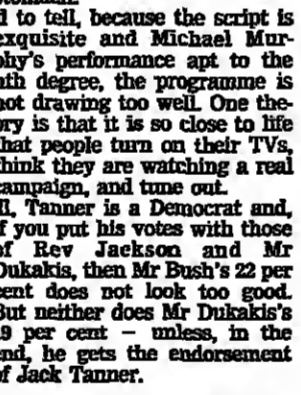 d to tell, because the script is
exquisite and Michael Mur-
phy's performance apt to the
nth degree, the programme is
not drawing too well. One the-
ory is that it is so close to life
that people turn on their TVs,
think they are watching a real
campaign, and tune out.
ll, Tanner is a Democrat and,
if you put his votes with those
of Rev Jackson and Mr
Dukakis, then Mr Bush's 22 per
cent does not look too good.
But neither does Mr Dukakis's
19 per cent — unless, in the
end, he gets the endorsement
of Jack Tanner.